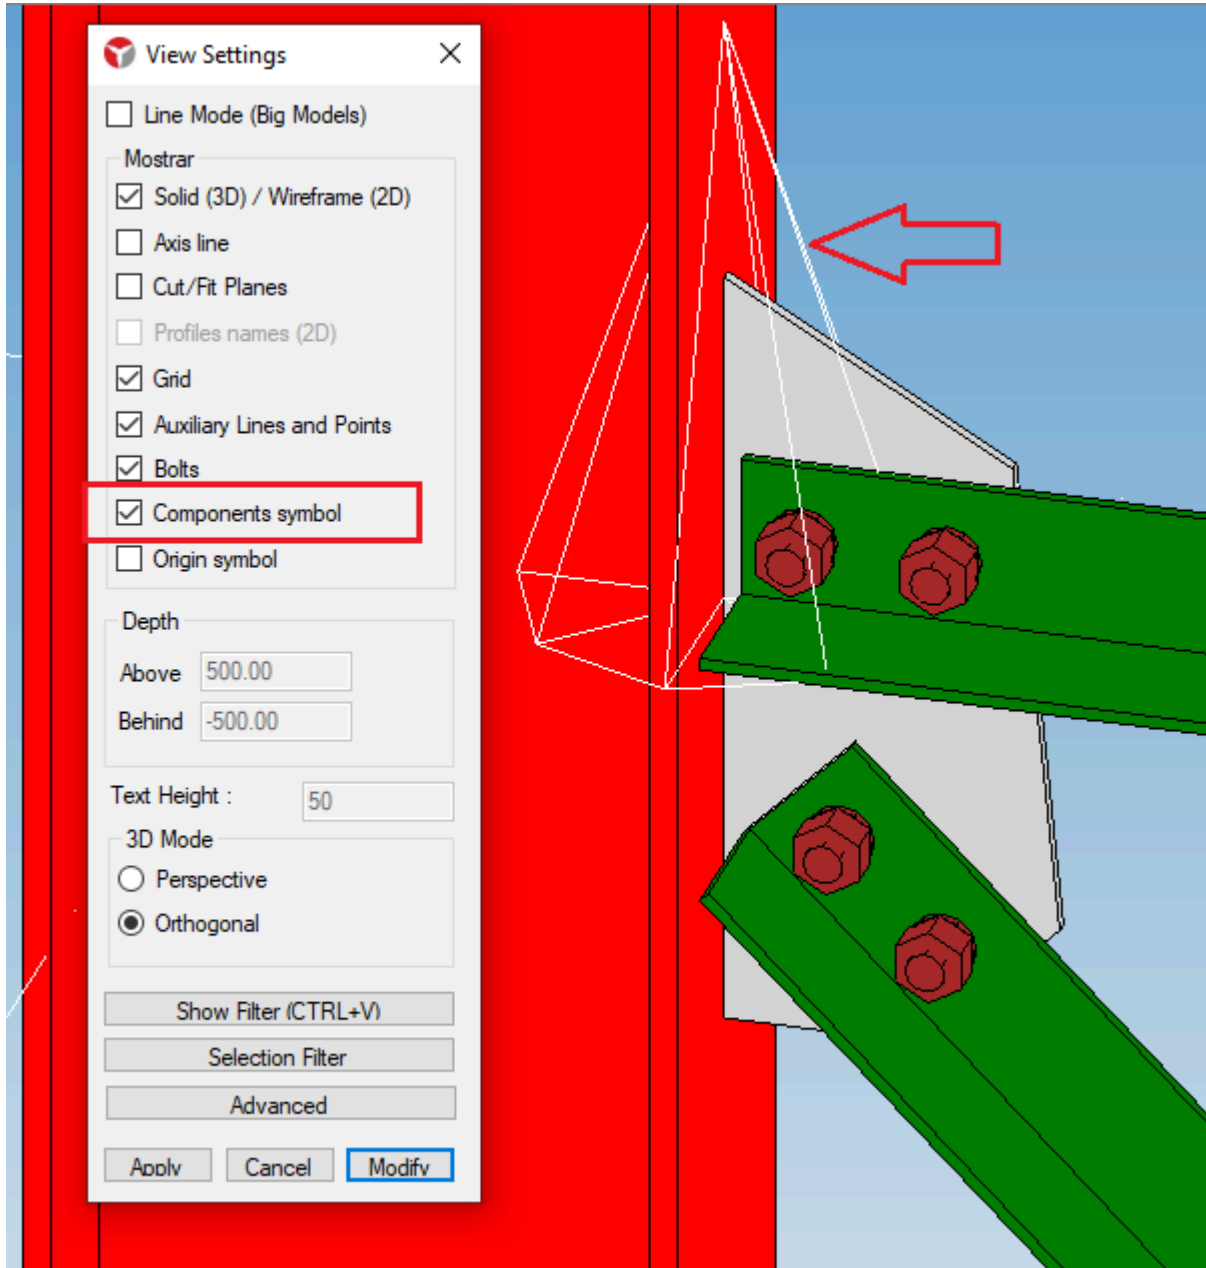 View Settings
Line Mode (Big Models)
Mostrar
Solid (3D) / Wireframe (2D)
Axis line
Cut/Fit Planes
Profiles names (2D)
Grid
Auxiliary Lines and Points
Bolts
Components symbol
Origin symbol
Depth
Above 500.00
Behind -500.00
Text Height : 50
3D Mode
Perspective
Orthogonal
Show Filter (CTRL+V)
Selection Filter
Advanced
Apply Cancel Modify